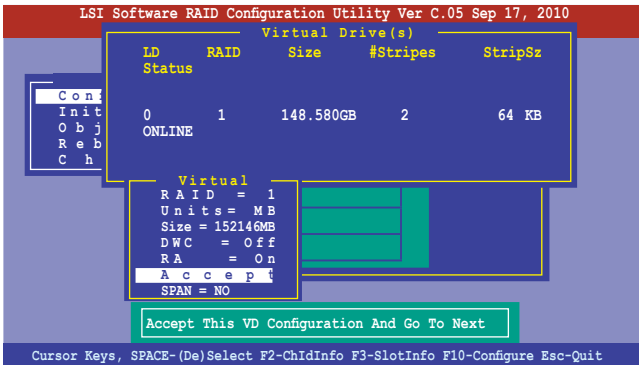 LSI Software RAID Configuration Utility Ver C.05 Sep 17, 2010
Virtual Drive(s)
LD RAID Size #Stripes StripSz
Status
0 1 148.580GB 2 64 KB
ONLINE
Con
Init
Obj
Reb
Ch
Virtual
RAID = 1
Units= MB
Size = 152146MB
DWC = Off
RA = On
Accept
SPAN = NO
Accept This VD Configuration And Go To Next
Cursor Keys, SPACE-(De)Select F2-ChIdInfo F3-SlotInfo F10-Configure Esc-Quit